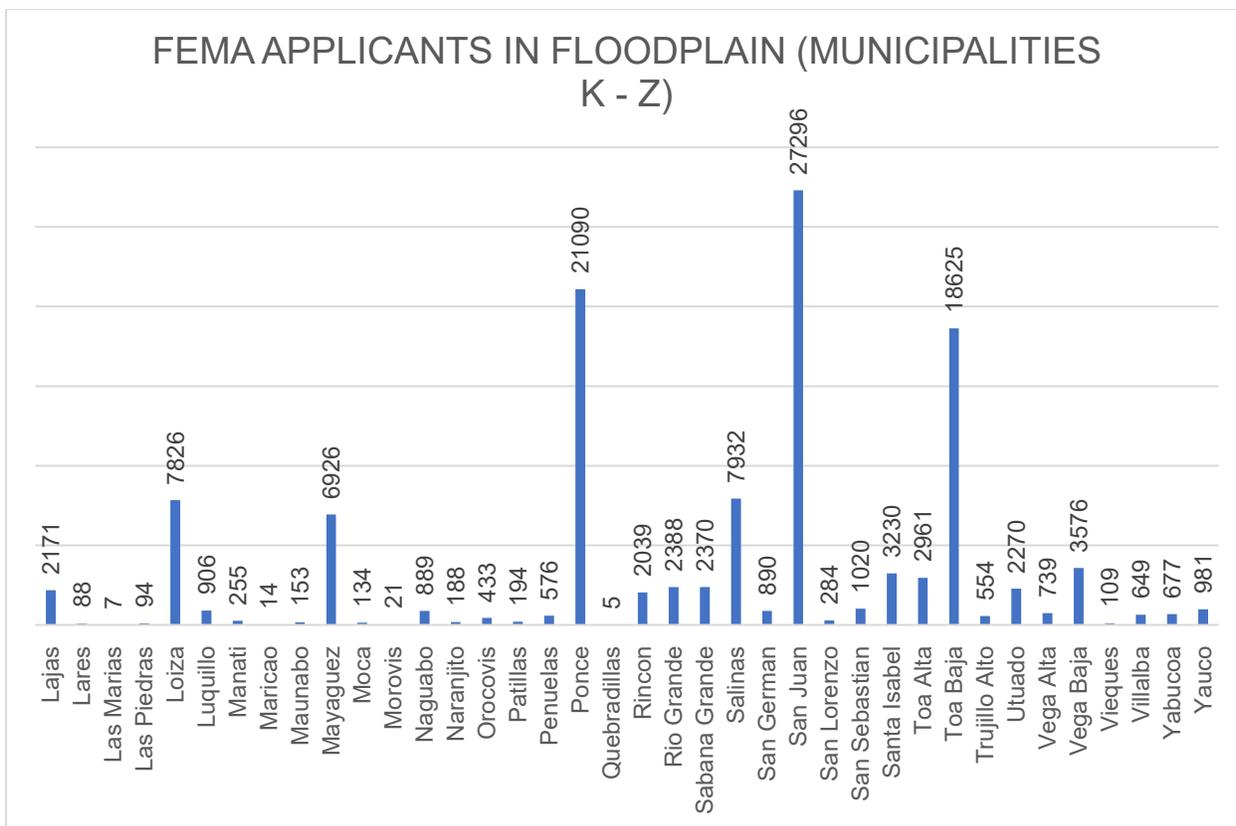 FEMA APPLICANTS IN FLOODPLAIN (MUNICIPALITIES
K - Z)
2171
88
7
94
7826
906
255
14
153
6926
134
21
889
188
433
194
576
21090
5
2039
2388
2370
7932
890
27296
284
1020
3230
2961
18625
554
2270
739
3576
109
649
677
981
Lajas
Lares
Las Marias
Las Piedras
Loiza
Luquillo
Manati
Maricao
Maunabo
Mayaguez
Moca
Morovis
Naguabo
Naranjito
Orocovis
Patillas
Penuelas
Ponce
Quebradillas
Rincon
Rio Grande
Sabana Grande
Salinas
San German
San Juan
San Lorenzo
San Sebastian
Santa Isabel
Toa Alta
Toa Baja
Trujillo Alto
Utuado
Vega Alta
Vega Baja
Vieques
Villalba
Yabucoa
Yauco